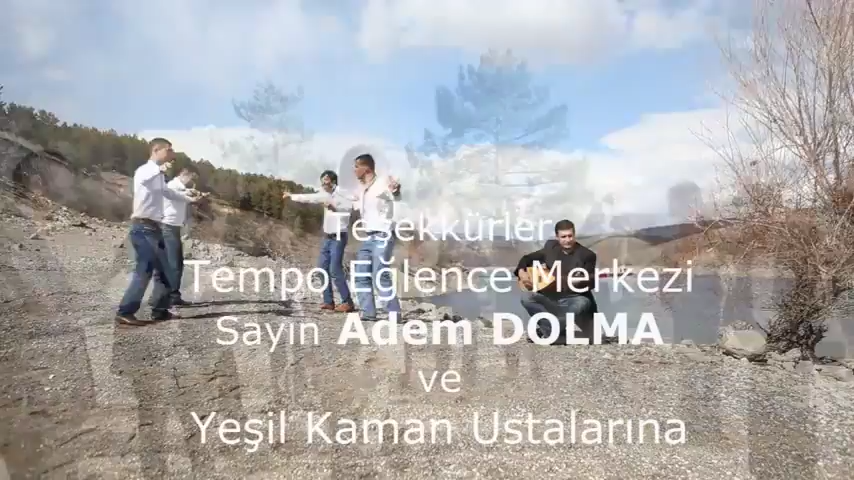 Teşekkürler
Tempo Eğlence Merkezi
Sayın Adem DOLMA
ve
Yeşil Kaman Ustalarına